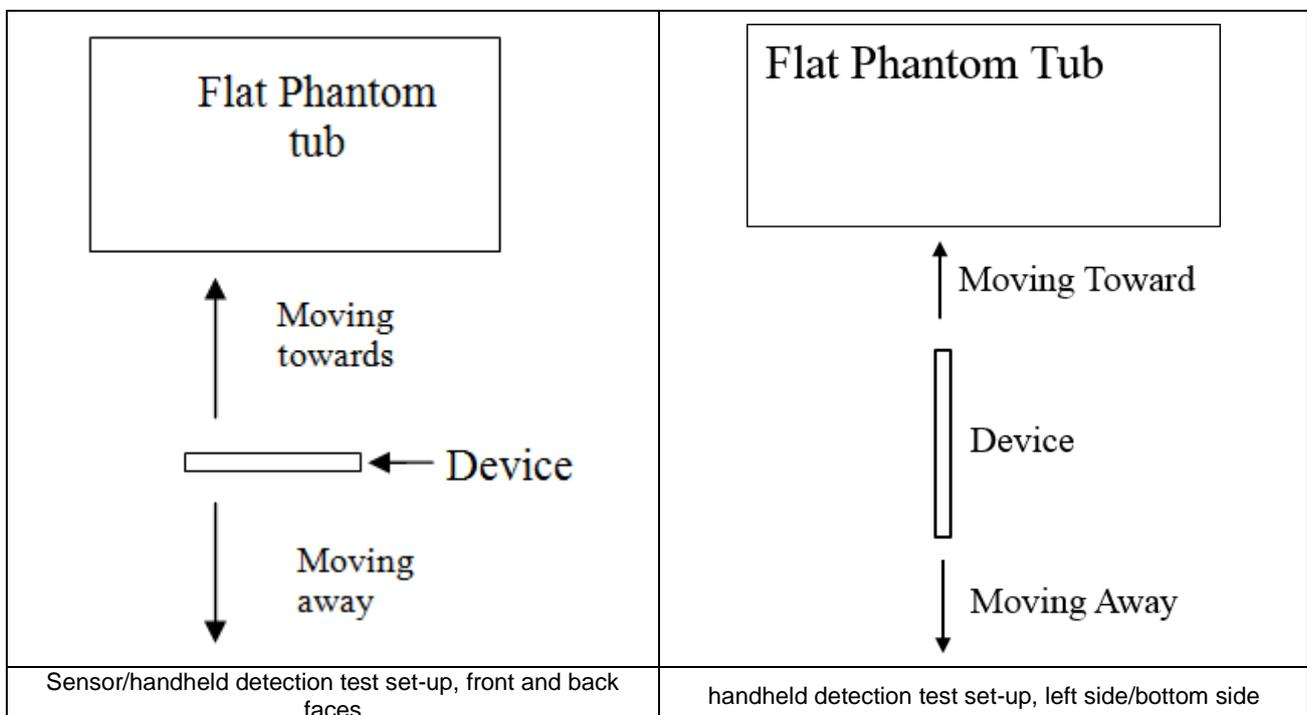 Flat Phantom
tub
Moving
towards
Device
Moving
away
Sensor/handheld detection test set-up, front and back
faces
Flat Phantom Tub
Moving Toward
Device
Moving Away
handheld detection test set-up, left side/bottom side